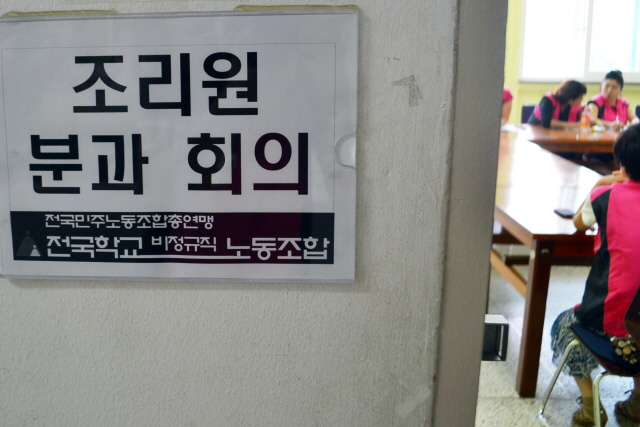 조리원
분과 회의
전국민주노동조합총연맹
전국학교 비정규직 노동조합